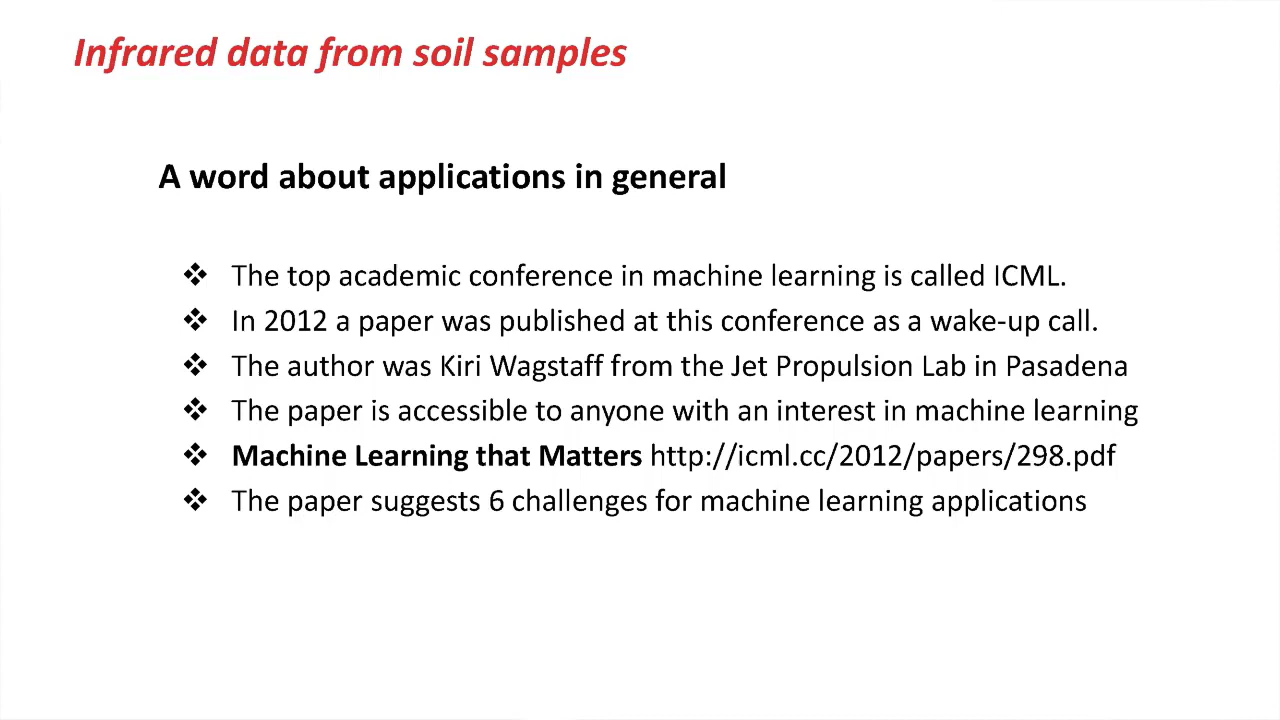 Infrared data from soil samples
A word about applications in general
❖ The top academic conference in machine learning is called ICML.
❖ In 2012 a paper was published at this conference as a wake-up call.
❖ The author was Kiri Wagstaff from the Jet Propulsion Lab in Pasadena
❖ The paper is accessible to anyone with an interest in machine learning
❖ Machine Learning that Matters http://icml.cc/2012/papers/298.pdf
❖ The paper suggests 6 challenges for machine learning applications